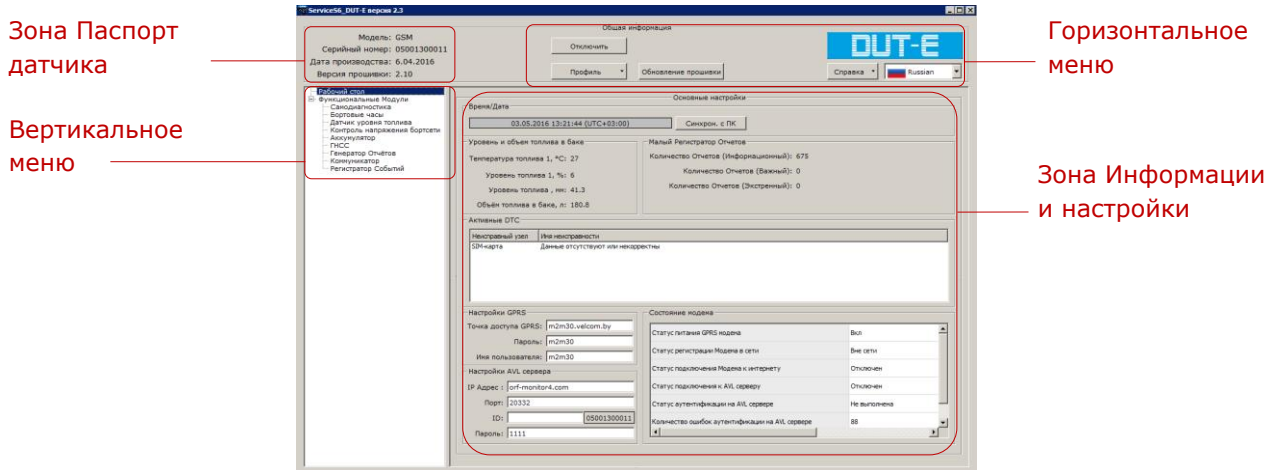 ServiceS6_DUT-E версия 2.3
Зона Паспорт
датчика
Вертикальное
меню
Модель: GSM
Серийный номер: 05001300011
Дата производства: 6.04.2016
Версия прошивки: 2.10
Общая информация
Отключить
Профиль
Обновление прошивки
DUT-E
Справка
Russian
Горизонтальное
меню
Рабочий стол
Функциональные Модули
Самодиагностика
Бортовые часы
Датчик уровня топлива
Контроль напряжения бортсети
Аккумулятор
ГНСС
Генератор Отчётов
Коммуникатор
Регистратор Событий
Основные настройки
Время/Дата
03.05.2016 13:21:44 (UTC+03:00)
Синхрон. с ПК
Уровень и объем топлива в баке
Температура топлива 1, °C: 27
Уровень топлива 1, %: 6
Уровень топлива , мм: 41.3
Объём топлива в баке, л: 180.8
Малый Регистратор Отчетов
Количество Отчетов (Информационный): 675
Количество Отчетов (Важный): 0
Количество Отчетов (Экстренный): 0
Зона Информации
и настройки
Активные DTC
Неисправный узел Имя неисправности
SIM-карта Данные отсутствуют или некорректны
Настройки GPRS
Точка доступа GPRS: m2m30.velcom.by
Пароль: m2m30
Имя пользователя: m2m30
Настройки AVL сервера
IP Адрес : orf-monitor4.com
Порт: 20332
ID: 05001300011
Пароль: 1111
Состояние модема
Статус питания GPRS модема Вкл
Статус регистрации Модема в сети Вне сети
Статус подключения Модема к интернету Отключен
Статус подключения к AVL серверу Отключен
Статус аутентификации на AVL сервере Не выполнена
Количество ошибок аутентификации на AVL сервере 88